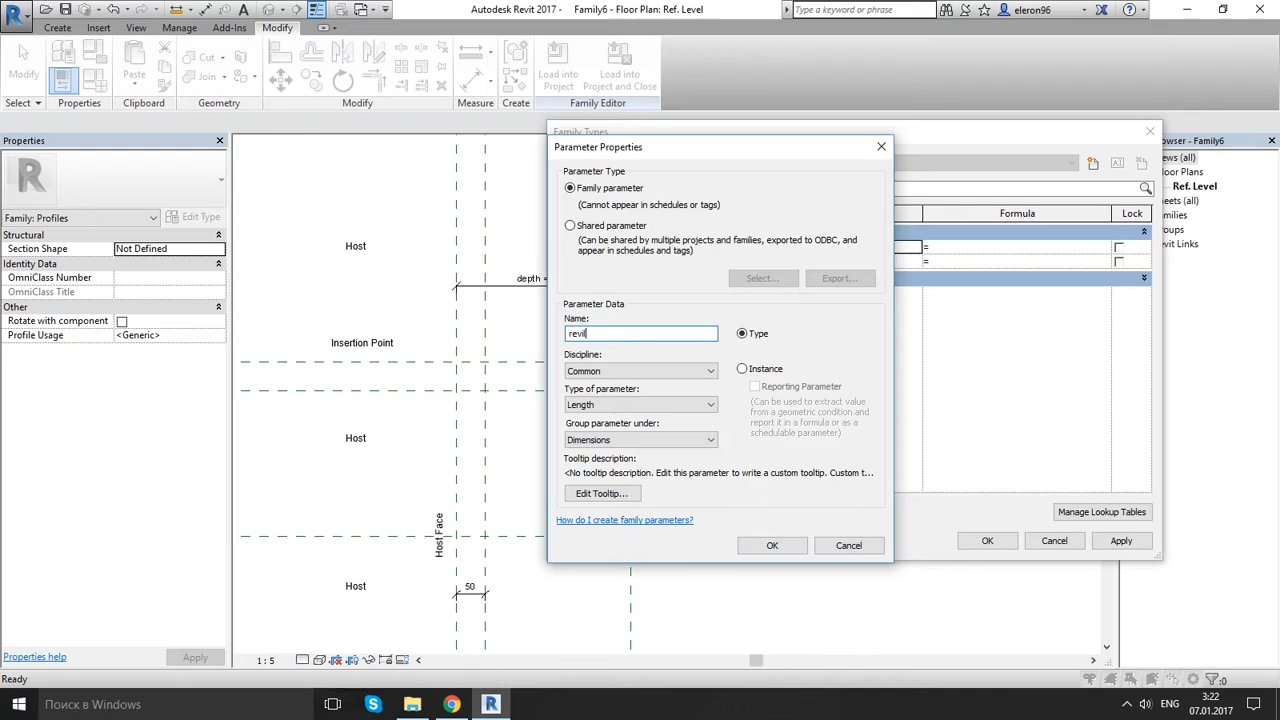 Autodesk Revit 2017 - Family6 - Floor Plan: Ref. Level
Type a keyword or phrase
eleron96
Create Insert View Manage Add-Ins Modify
Modify
Paste
Cut
Join
Load into Project
Load into Project and Close
Select Properties Clipboard Geometry Modify Measure Create Family Editor
Properties
Family: Profiles
Edit Type
Structural
Section Shape Not Defined
Identity Data
OmniClass Number
OmniClass Title
Other
Rotate with component
Profile Usage <Generic>
Properties help
Apply
Host
depth =
Insertion Point
Host
Host Face
Host
50
Family Types
Formula Lock
=
=
Manage Lookup Tables
OK Cancel Apply
Parameter Properties
Parameter Type
Family parameter
(Cannot appear in schedules or tags)
Shared parameter
(Can be shared by multiple projects and families, exported to ODBC, and
appear in schedules and tags)
Select... Export...
Parameter Data
Name:
revil
Type
Discipline:
Common
Instance
Reporting Parameter
Type of parameter:
Length
(Can be used to extract value
from a geometric condition and
report it in a formula or as a
schedulable parameter)
Group parameter under:
Dimensions
Tooltip description:
<No tooltip description. Edit this parameter to write a custom tooltip. Custom t...
Edit Tooltip...
How do I create family parameters?
OK Cancel
owser - Family6
iews (all)
Floor Plans
Ref. Level
heets (all)
amilies
roups
evit Links
1 : 5
Ready
:0
Поиск в Windows
ENG
3:22
07.01.2017